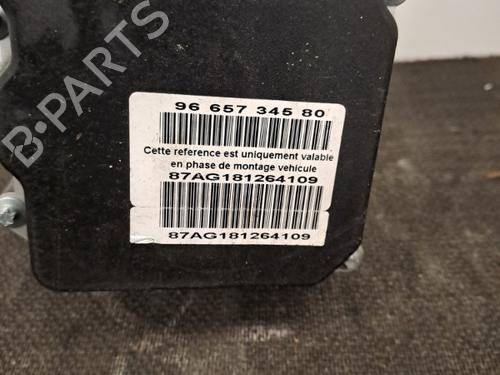 B-PARTS
96 657 345 80
Cette reference est uniquement valable
en phase de montage vehicule
87AG181264109
87AG181264109